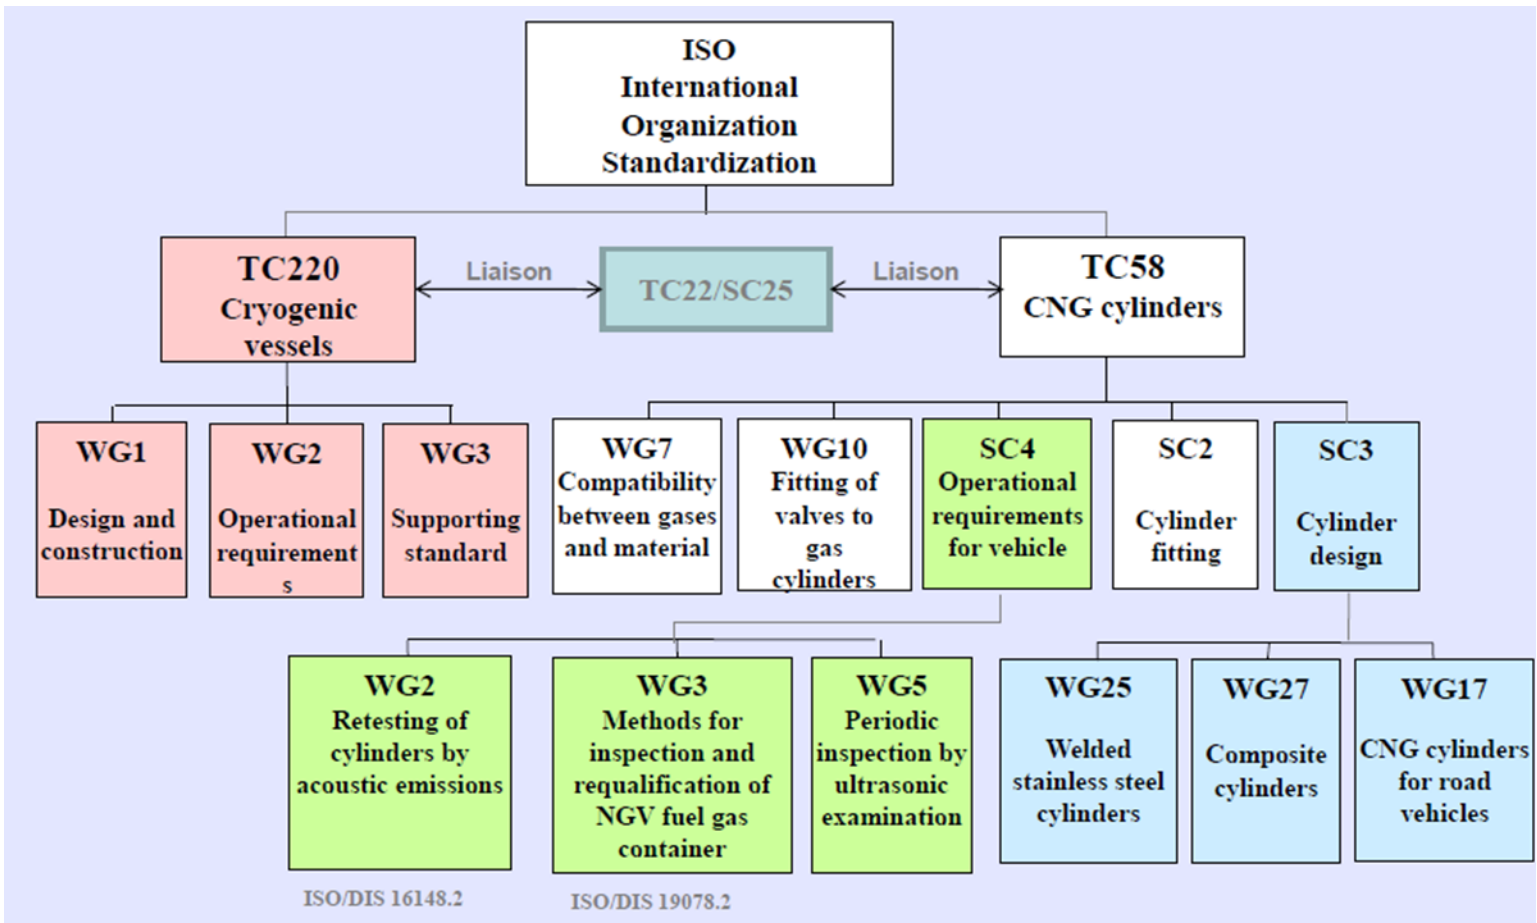 ISO
International
Organization
Standardization
TC220
Cryogenic
vessels
Liaison
TC22/SC25
Liaison
TC58
CNG cylinders
WG1
Design and
construction
WG2
Operational
requirement
s
WG3
Supporting
standard
WG7
Compatibility
between gases
and material
WG10
Fitting of
valves to
gas
cylinders
SC4
Operational
requirements
for vehicle
SC2
Cylinder
fitting
SC3
Cylinder
design
WG2
Retesting of
cylinders by
acoustic emissions
WG3
Methods for
inspection and
requalification of
NGV fuel gas
container
WG5
Periodic
inspection by
ultrasonic
examination
WG25
Welded
stainless steel
cylinders
WG27
Composite
cylinders
WG17
CNG cylinders
for road
vehicles
ISO/DIS 16148.2
ISO/DIS 19078.2